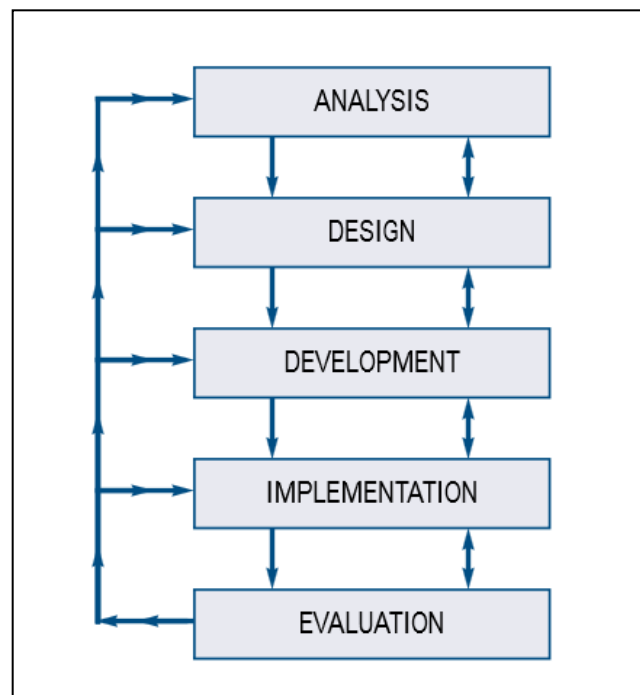 ANALYSIS
DESIGN
DEVELOPMENT
IMPLEMENTATION
EVALUATION